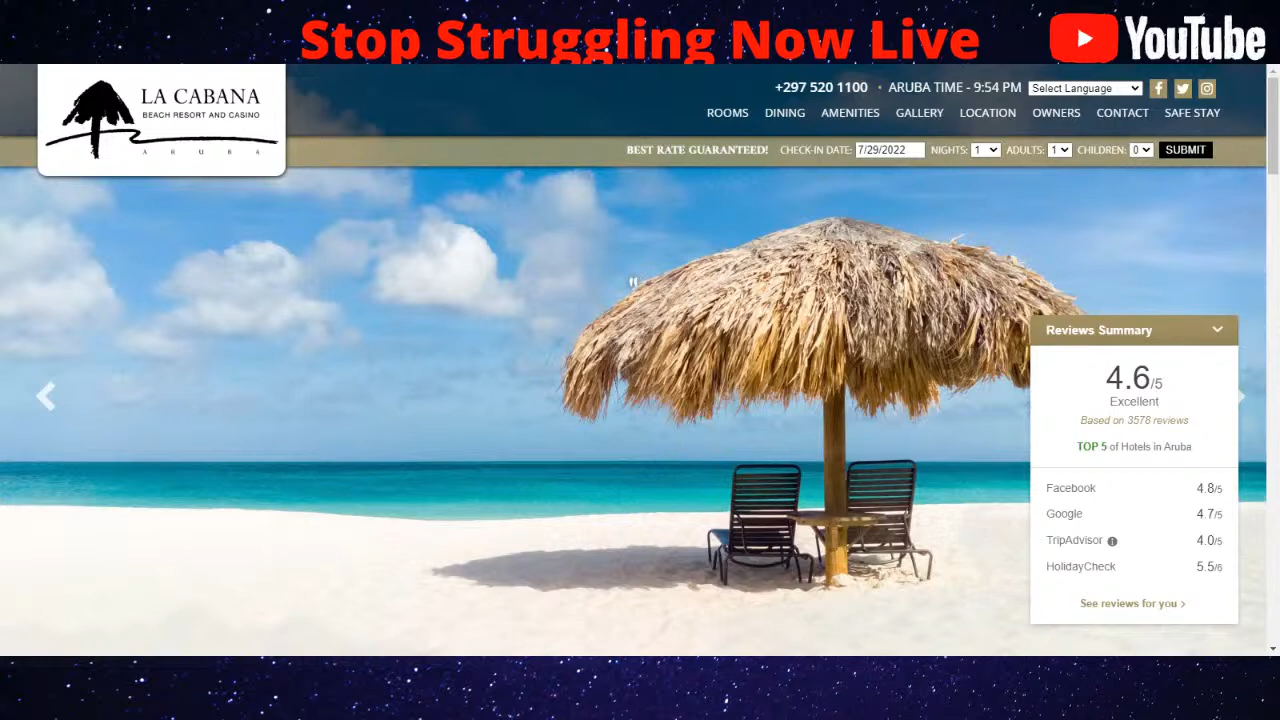 Stop Struggling Now Live
YouTube
LA CABANA
BEACH RESORT AND CASINO
ARUBA
+297 520 1100 • ARUBA TIME - 9:54 PM Select Language
ROOMS DINING AMENITIES GALLERY LOCATION OWNERS CONTACT SAFE STAY
BEST RATE GUARANTEED! CHECK-IN DATE: 7/29/2022 NIGHTS: 1 ADULTS: 1 CHILDREN: 0 SUBMIT
"
Reviews Summary
4.6/5
Excellent
Based on 3578 reviews
TOP 5 of Hotels in Aruba
Facebook 4.8/5
Google 4.7/5
TripAdvisor 4.0/5
HolidayCheck 5.5/6
See reviews for you >